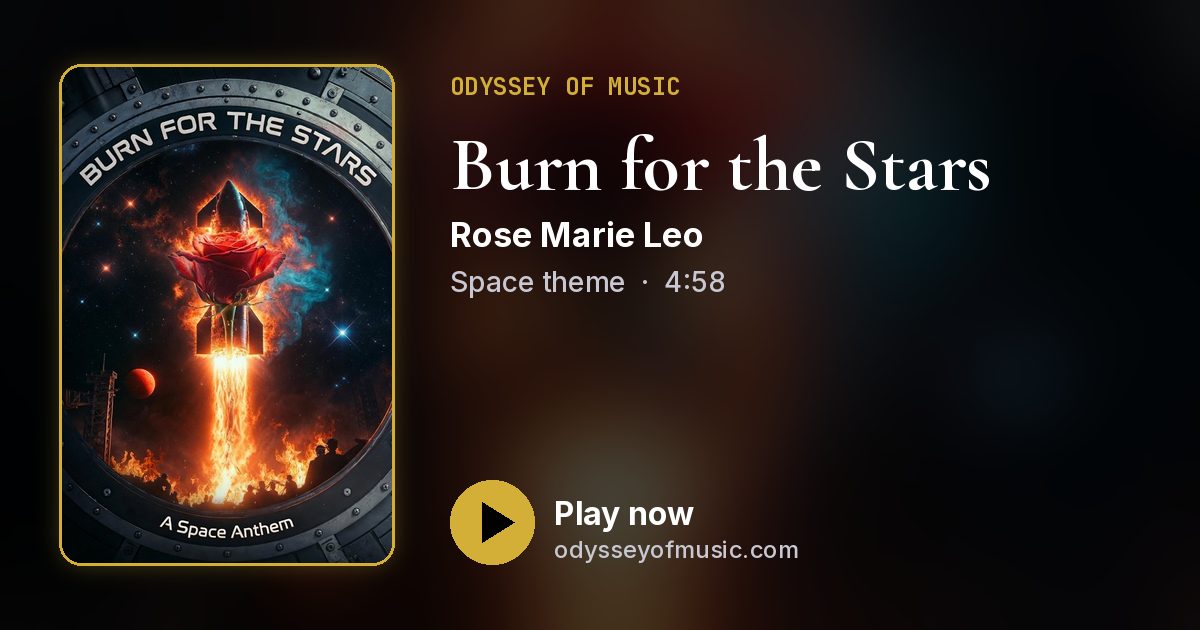 BURN FOR THE STARS
A Space Anthem
ODYSSEY OF MUSIC
Burn for the Stars
Rose Marie Leo
Space theme · 4:58
Play now
odysseyofmusic.com